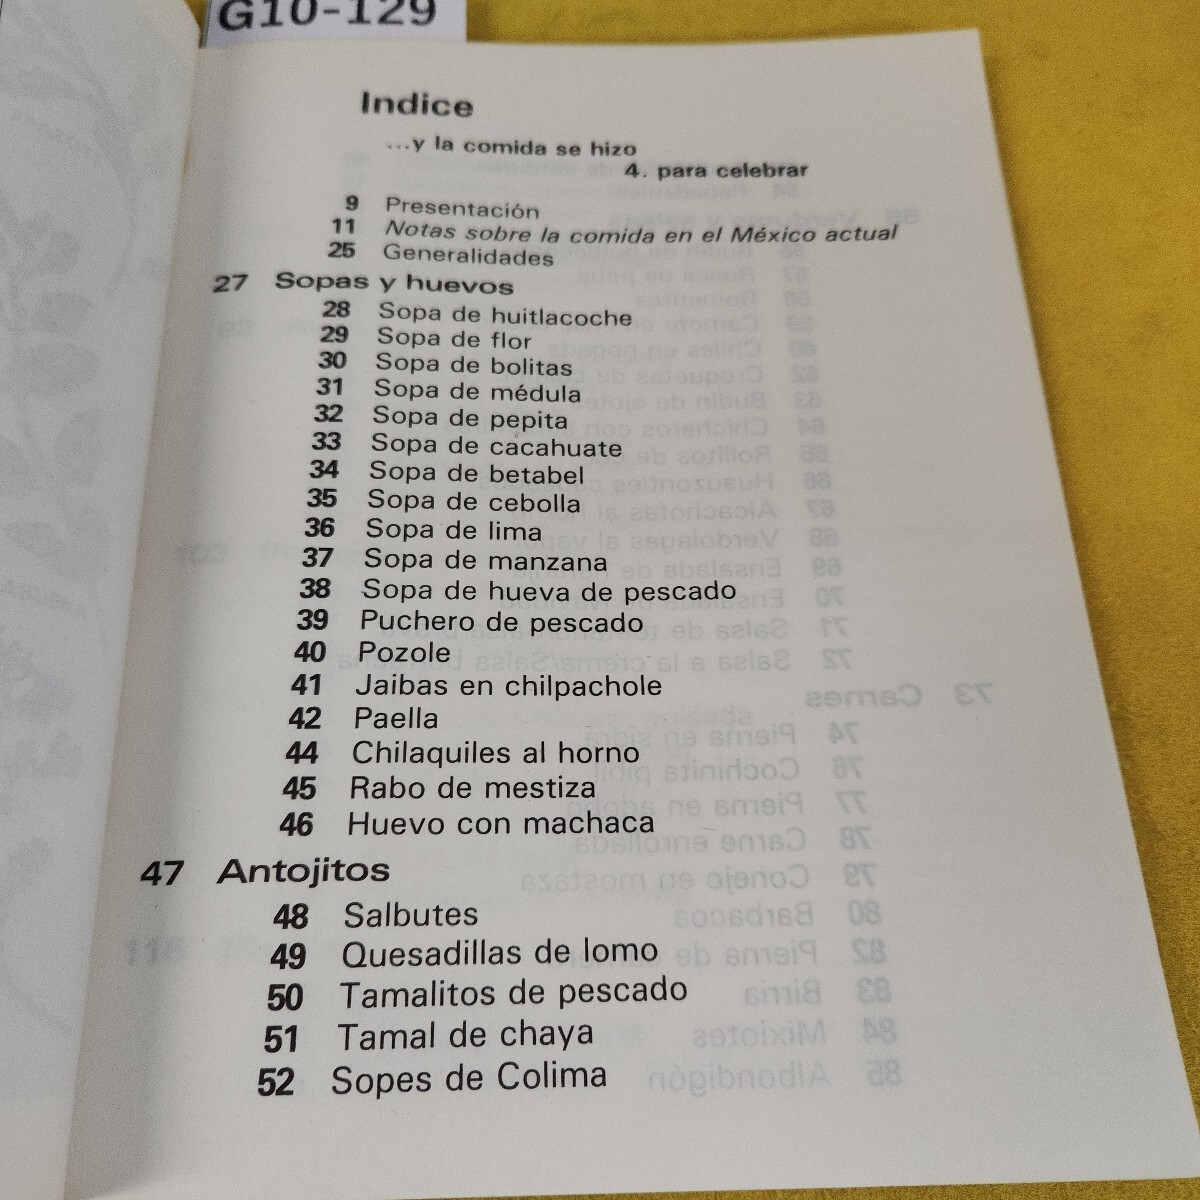 G10-129
Indice
...y la comida se hizo
4. para celebrar
9 Presentación
11 Notas sobre la comida en el México actual
25 Generalidades
27 Sopas y huevos
28 Sopa de huitlacoche
29 Sopa de flor
30 Sopa de bolitas
31 Sopa de médula
32 Sopa de pepita
33 Sopa de cacahuate
34 Sopa de betabel
35 Sopa de cebolla
36 Sopa de lima
37 Sopa de manzana
38 Sopa de hueva de pescado
39 Puchero de pescado
40 Pozole
41 Jaibas en chilpachole
42 Paella
44 Chilaquiles al horno
45 Rabo de mestiza
46 Huevo con machaca
47 Antojitos
48 Salbutes
49 Quesadillas de lomo
50 Tamalitos de pescado
51 Tamal de chaya
52 Sopes de Colima